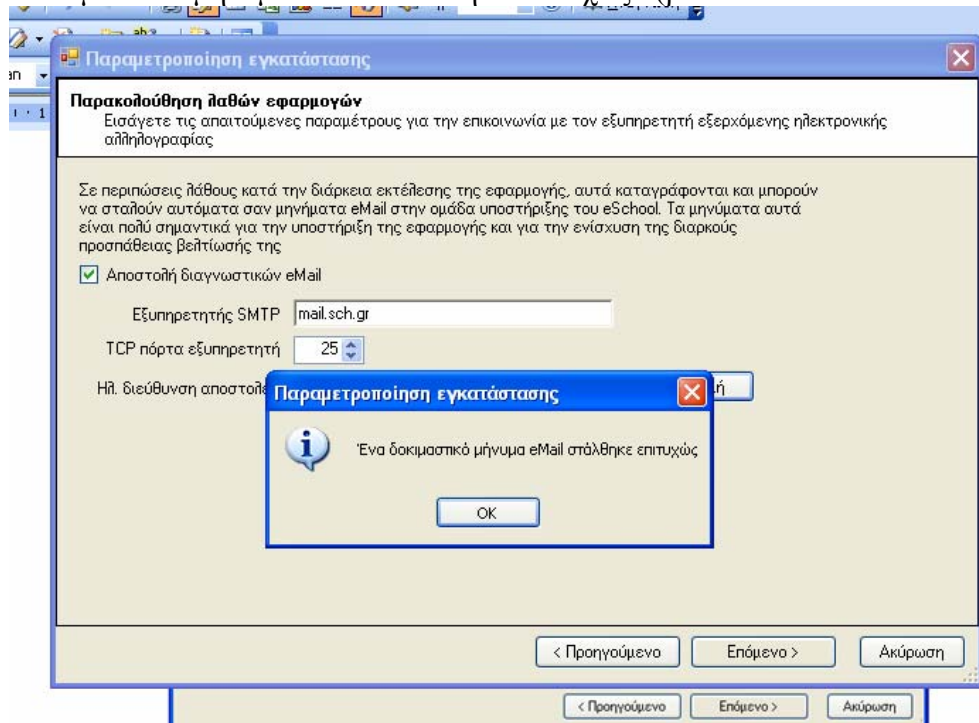 an
1
Παραμετροποίηση εγκατάστασης
Παρακολούθηση λαθών εφαρμογών
Εισάγετε τις απαιτούμενες παραμέτρους για την επικοινωνία με τον εξυπηρετητή εξερχόμενης ηλεκτρονικής
αλληλογραφίας
Σε περιπώσεις λάθους κατά την διάρκεια εκτέλεσης της εφαρμογής, αυτά καταγράφονται και μπορούν
να σταλούν αυτόματα σαν μηνήματα eMail στην ομάδα υποστήριξης του eSchool. Τα μηνύματα αυτά
είναι πολύ σημαντικά για την υποστήριξη της εφαρμογής και για την ενίσχυση της διαρκούς
προσπάθειας βελτίωσής της
Αποστολή διαγνωστικών eMail
Εξυπηρετητής SMTP mail.sch.gr
TCP πόρτα εξυπηρετητή 25
Ηλ. διεύθυνση αποστολέ
Παραμετροποίηση εγκατάστασης
Ένα δοκιμαστικό μήνυμα eMail στάλθηκε επιτυχώς
OK
< Προηγούμενο Επόμενο > Ακύρωση
< Προηγούμενο Επόμενο > Ακύρωση